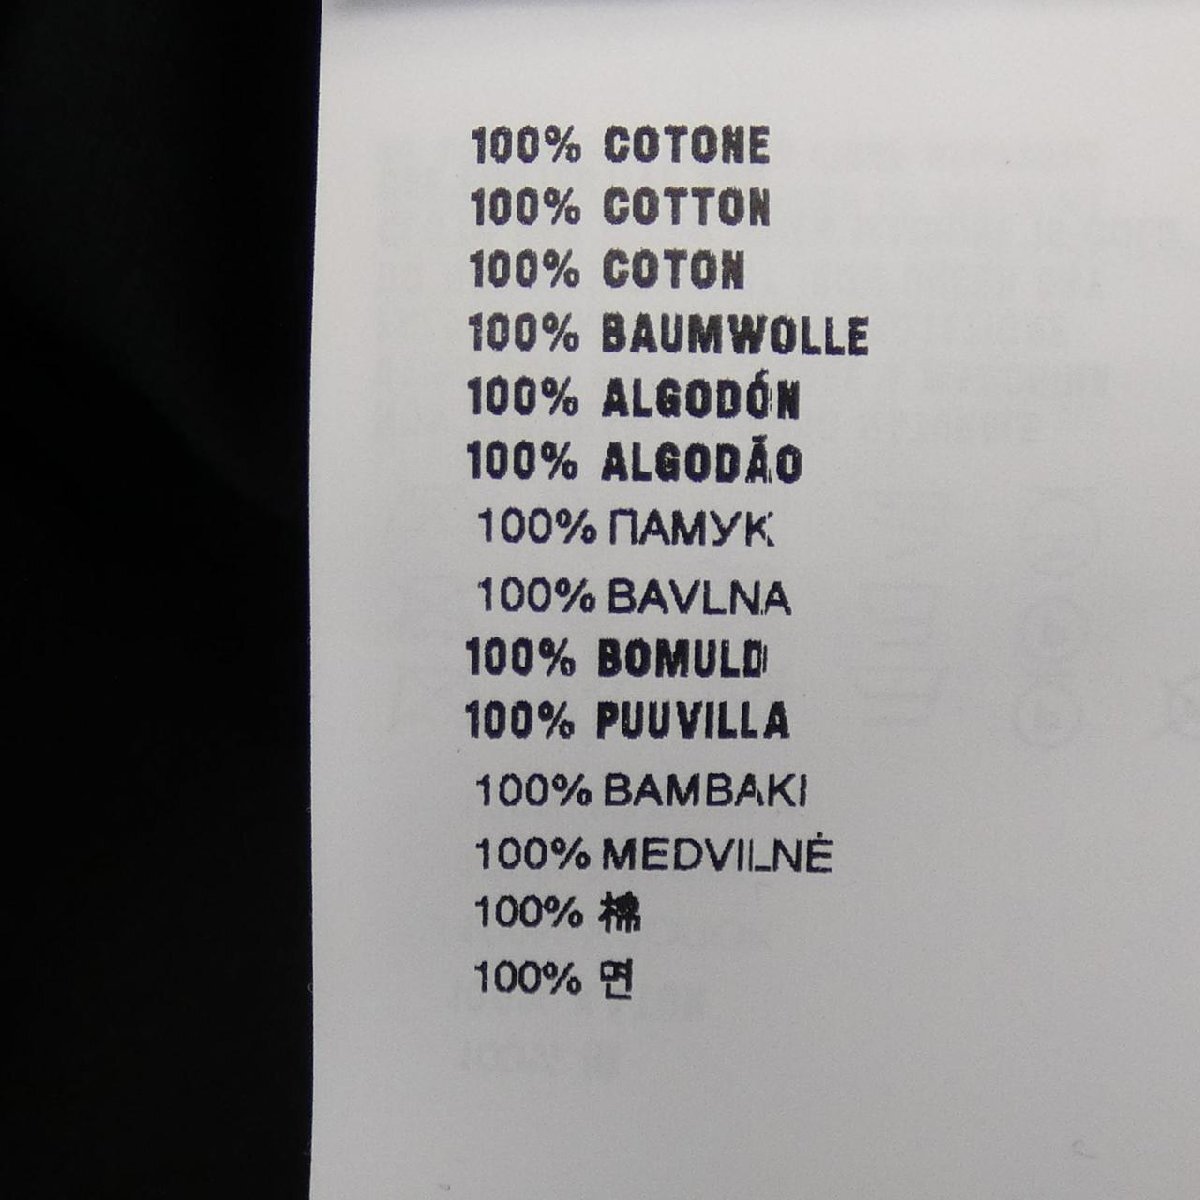 100% COTONE
100% COTTON
100% COTON
100% BAUMWOLLE
100% ALGODÓN
100% ALGODÃO
100% ПАМУК
100% BAVLNA
100% BOMULD
100% PUUVILLA
100% BAMBAKI
100% MEDVILNĖ
100% 棉
100% 면